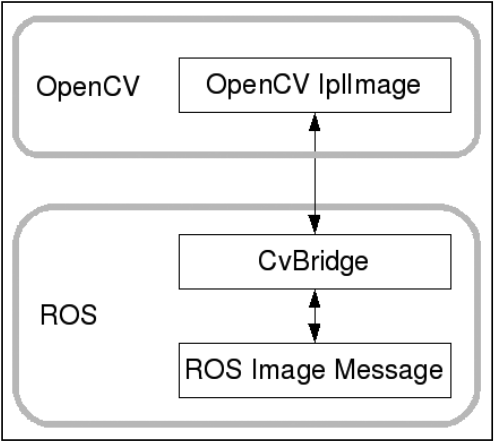 OpenCV
OpenCV IplImage
CvBridge
ROS
ROS Image Message